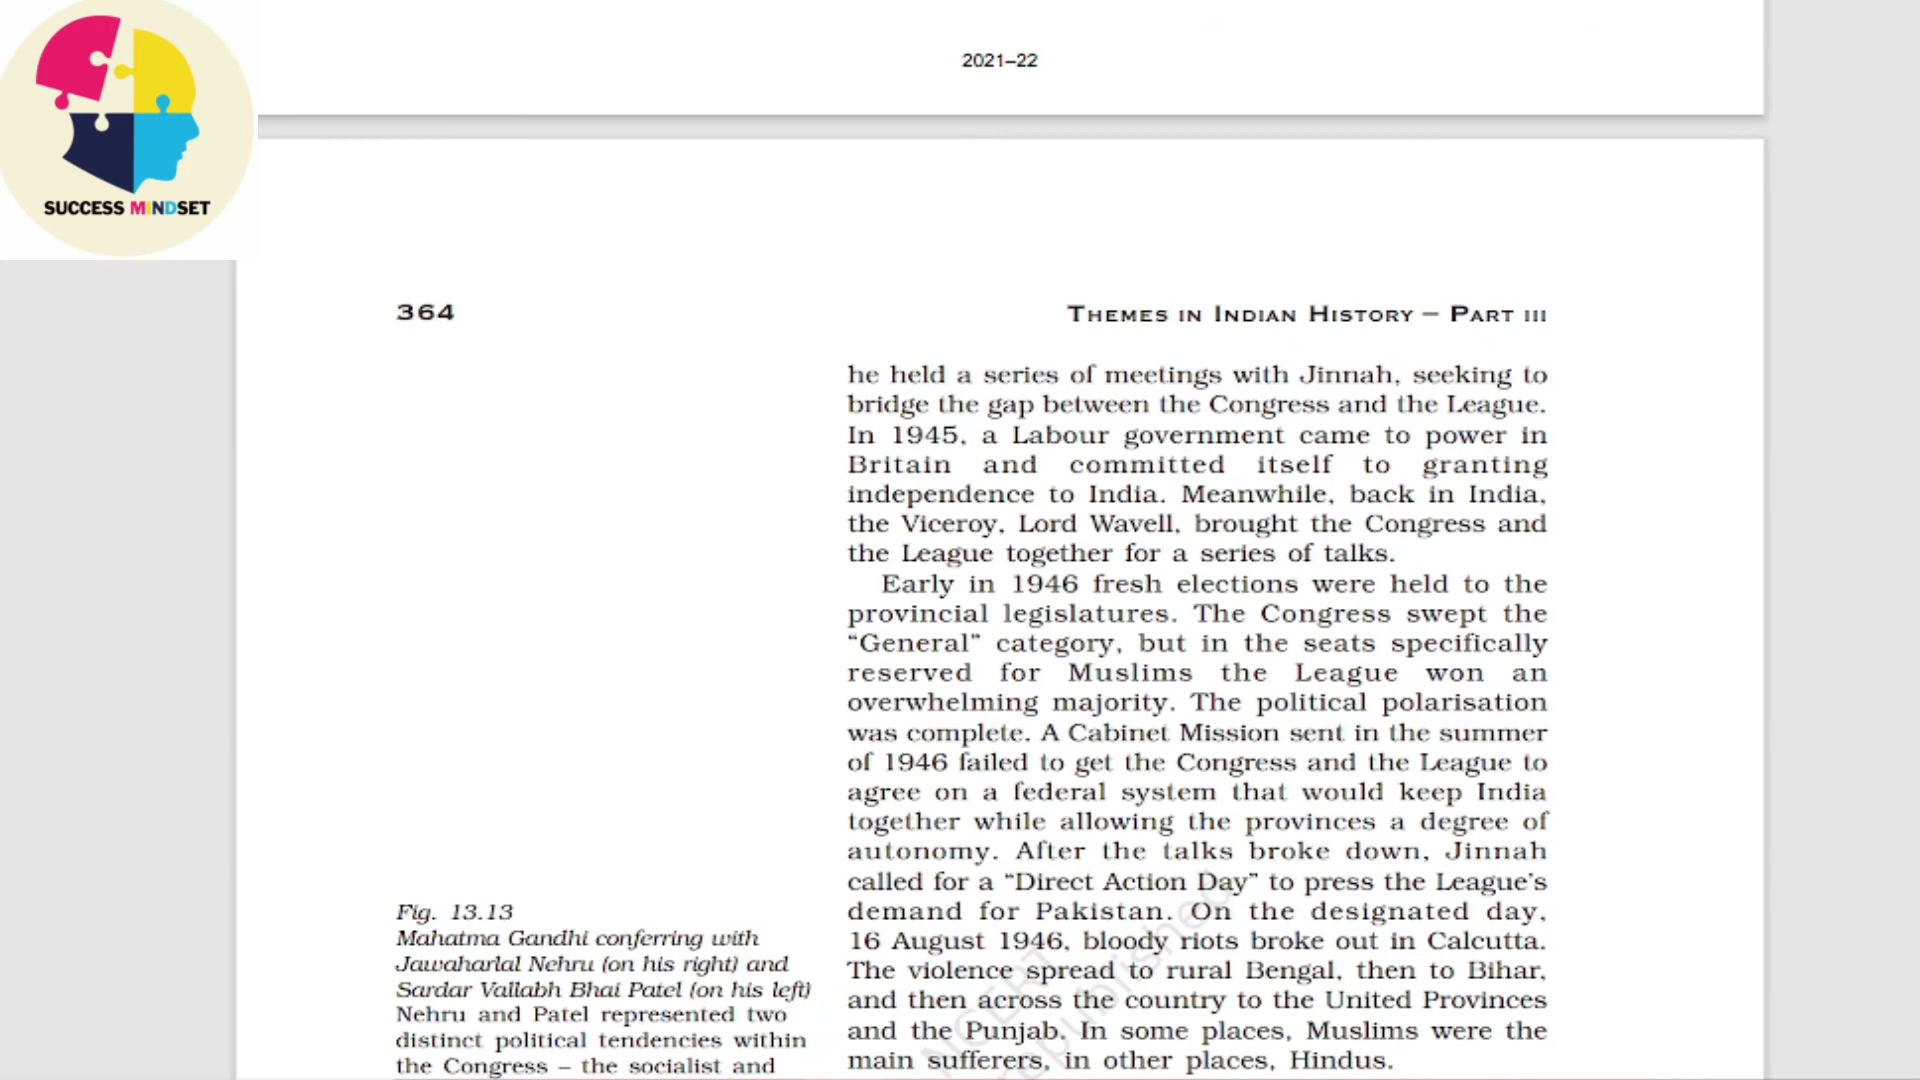 SUCCESS MINDSET
2021–22
364
THEMES IN INDIAN HISTORY – PART III
he held a series of meetings with Jinnah, seeking to
bridge the gap between the Congress and the League.
In 1945, a Labour government came to power in
Britain and committed itself to granting
independence to India. Meanwhile, back in India,
the Viceroy, Lord Wavell, brought the Congress and
the League together for a series of talks.
Early in 1946 fresh elections were held to the
provincial legislatures. The Congress swept the
“General” category, but in the seats specifically
reserved for Muslims the League won an
overwhelming majority. The political polarisation
was complete. A Cabinet Mission sent in the summer
of 1946 failed to get the Congress and the League to
agree on a federal system that would keep India
together while allowing the provinces a degree of
autonomy. After the talks broke down, Jinnah
called for a “Direct Action Day” to press the League’s
demand for Pakistan. On the designated day,
16 August 1946, bloody riots broke out in Calcutta.
The violence spread to rural Bengal, then to Bihar,
and then across the country to the United Provinces
and the Punjab. In some places, Muslims were the
main sufferers, in other places, Hindus.
Fig. 13.13
Mahatma Gandhi conferring with
Jawaharlal Nehru (on his right) and
Sardar Vallabh Bhai Patel (on his left)
Nehru and Patel represented two
distinct political tendencies within
the Congress – the socialist and
NCERT
republished